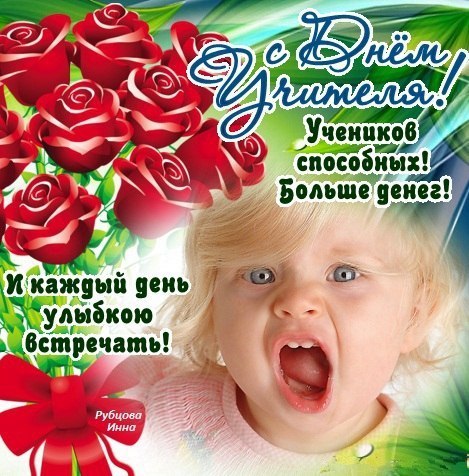 с Днём
Учителя!
Учеников
способных!
Больше денег!
И каждый день
улыбкою
встречать!
Рубцова
Инна